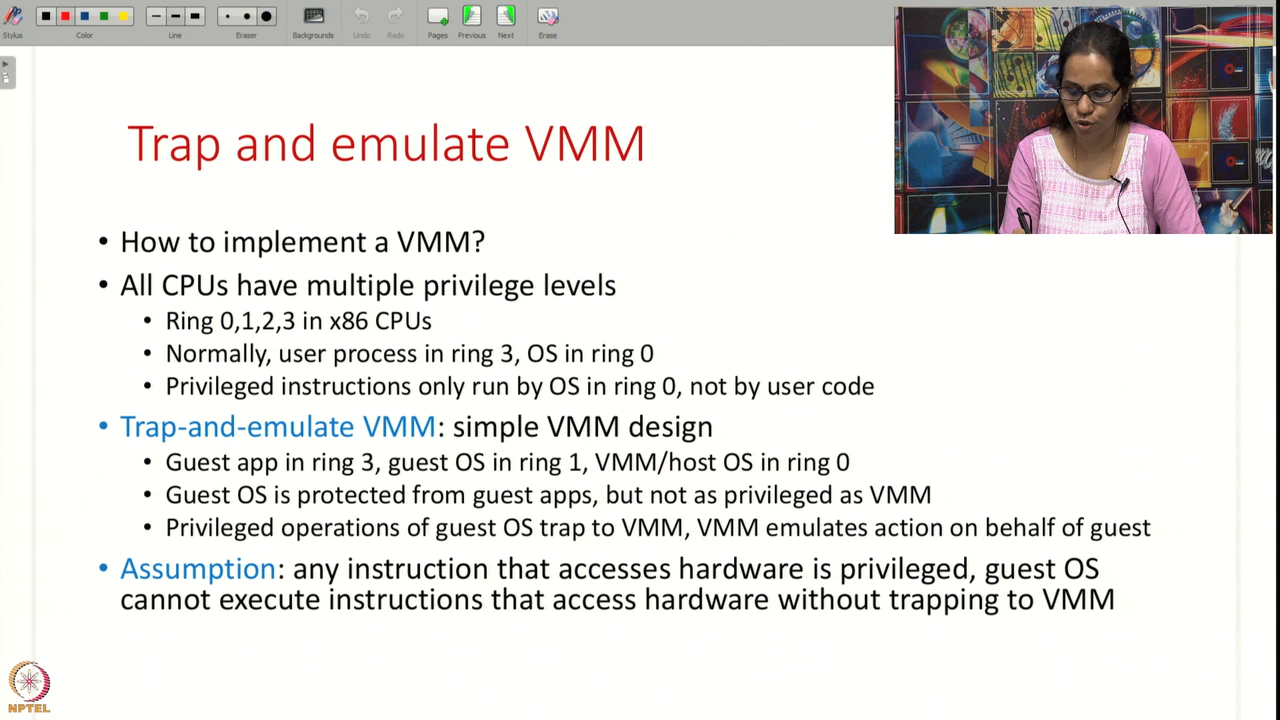 Stylus
Color
Line
Eraser
Backgrounds
Undo
Redo
Pages
Previous
Next
Erase
Trap and emulate VMM
• How to implement a VMM?
• All CPUs have multiple privilege levels
• Ring 0,1,2,3 in x86 CPUs
• Normally, user process in ring 3, OS in ring 0
• Privileged instructions only run by OS in ring 0, not by user code
• Trap-and-emulate VMM: simple VMM design
• Guest app in ring 3, guest OS in ring 1, VMM/host OS in ring 0
• Guest OS is protected from guest apps, but not as privileged as VMM
• Privileged operations of guest OS trap to VMM, VMM emulates action on behalf of guest
• Assumption: any instruction that accesses hardware is privileged, guest OS
cannot execute instructions that access hardware without trapping to VMM
NPTEL